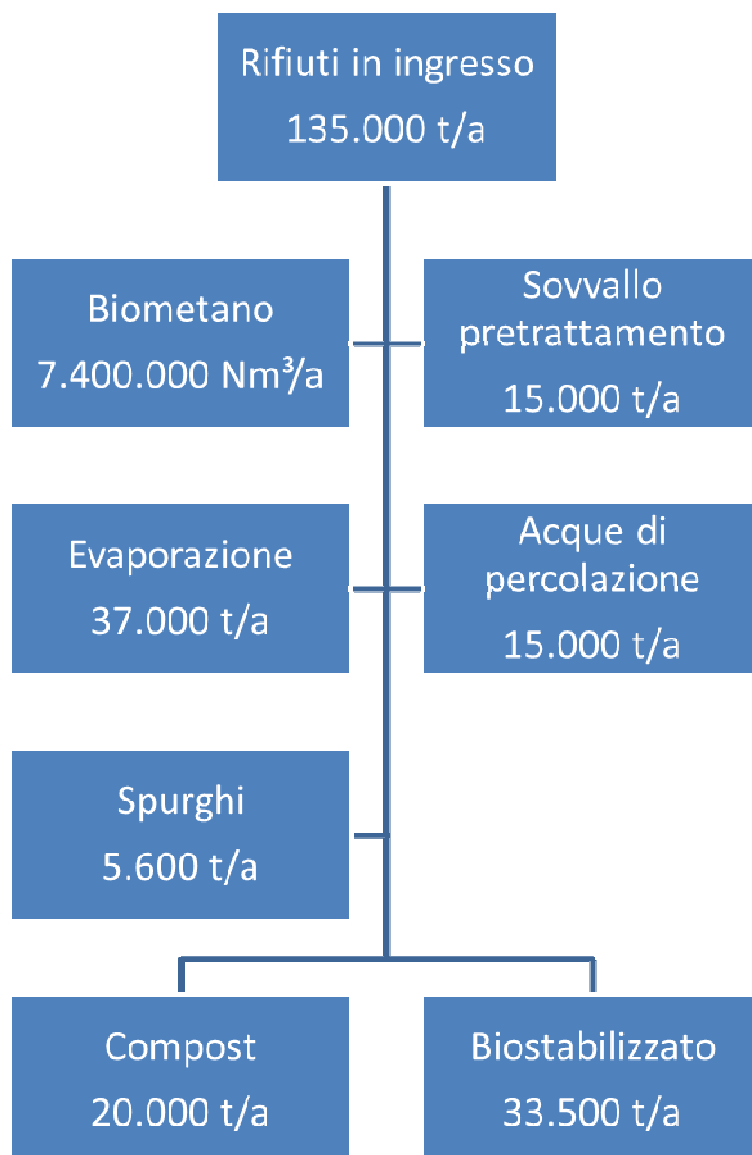 Rifiuti in ingresso
135.000 t/a
Biometano
7.400.000 Nm³/a
Sovvallo
pretrattamento
15.000 t/a
Evaporazione
37.000 t/a
Acque di
percolazione
15.000 t/a
Spurghi
5.600 t/a
Compost
20.000 t/a
Biostabilizzato
33.500 t/a